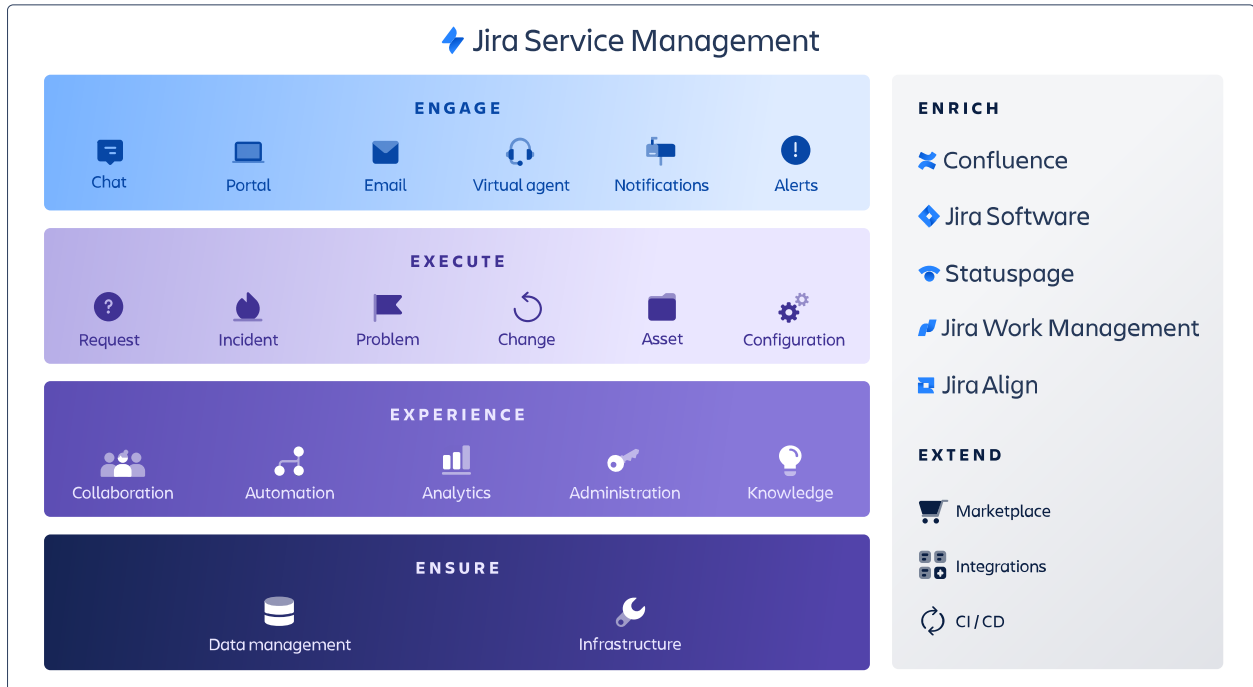 Jira Service Management
ENGAGE
Chat
Portal
Email
Virtual agent
Notifications
Alerts
EXECUTE
Request
Incident
Problem
Change
Asset
Configuration
EXPERIENCE
Collaboration
Automation
Analytics
Administration
Knowledge
ENSURE
Data management
Infrastructure
ENRICH
Confluence
Jira Software
Statuspage
Jira Work Management
Jira Align
EXTEND
Marketplace
Integrations
CI/CD